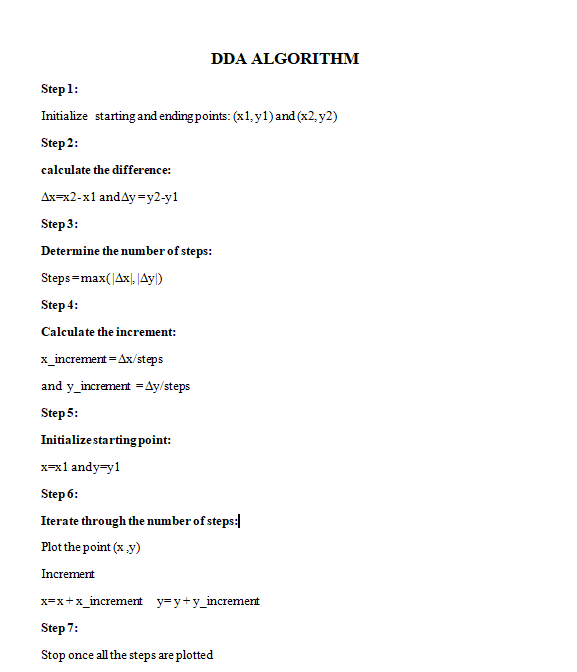 DDA ALGORITHM
Step 1:
Initialize starting and ending points: (x1, y1) and (x2, y2)
Step 2:
calculate the difference:
Δx=x2-x1 and Δy=y2-y1
Step 3:
Determine the number of steps:
Steps=max(|Δx|, |Δy|)
Step 4:
Calculate the increment:
x_increment = Δx/steps
and y_increment = Δy/steps
Step 5:
Initialize starting point:
x=x1 and y=y1
Step 6:
Iterate through the number of steps:
Plot the point (x ,y)
Increment
x=x+x_increment y=y+y_increment
Step 7:
Stop once all the steps are plotted